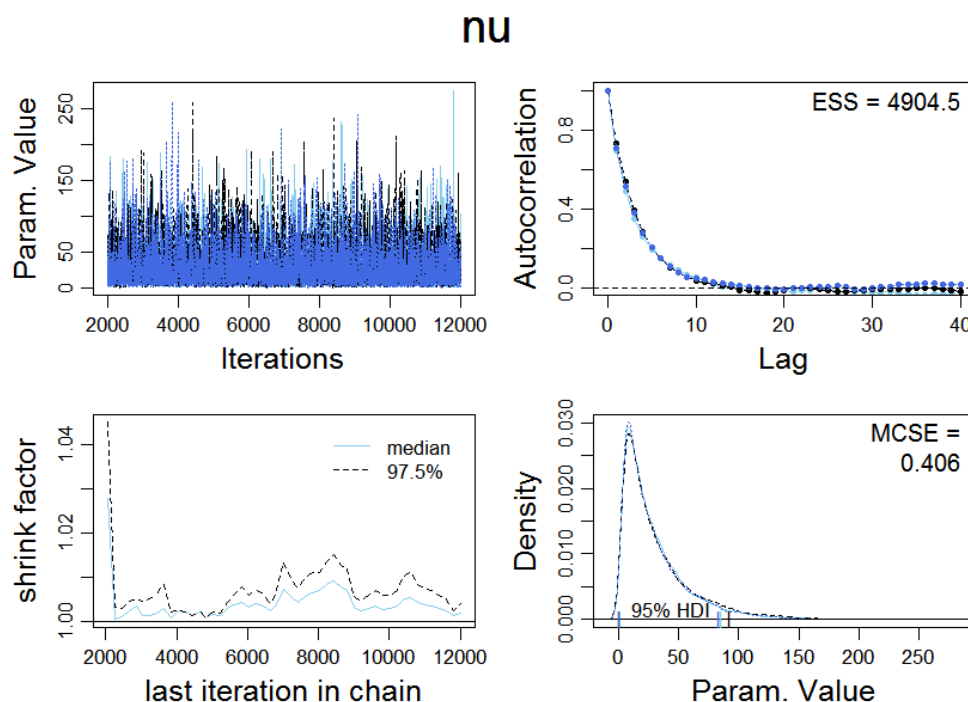 nu
Param. Value
0 50 150 250
2000 4000 6000 8000 10000 12000
Iterations
Autocorrelation
0.0 0.4 0.8
ESS = 4904.5
0 10 20 30 40
Lag
shrink factor
1.00 1.02 1.04
median
97.5%
2000 4000 6000 8000 10000 12000
last iteration in chain
Density
0.000 0.010 0.020 0.030
MCSE =
0.406
95% HDI
0 50 100 150 200 250
Param. Value